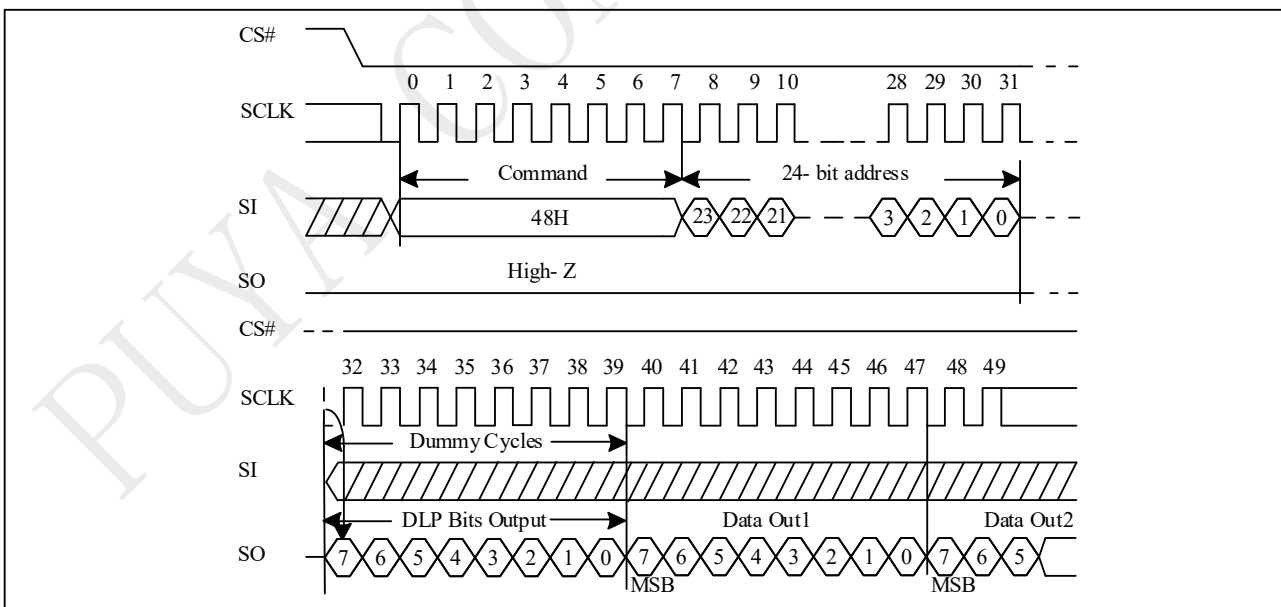 PUYA CO
CS#
0 1 2 3 4 5 6 7 8 9 10 28 29 30 31
SCLK
Command 24- bit address
SI 48H 23 22 21 3 2 1 0
High- Z
SO
CS#
32 33 34 35 36 37 38 39 40 41 42 43 44 45 46 47 48 49
SCLK
Dummy Cycles
SI
DLP Bits Output Data Out1 Data Out2
SO 7 6 5 4 3 2 1 0 7 6 5 4 3 2 1 0 7 6 5
MSB MSB